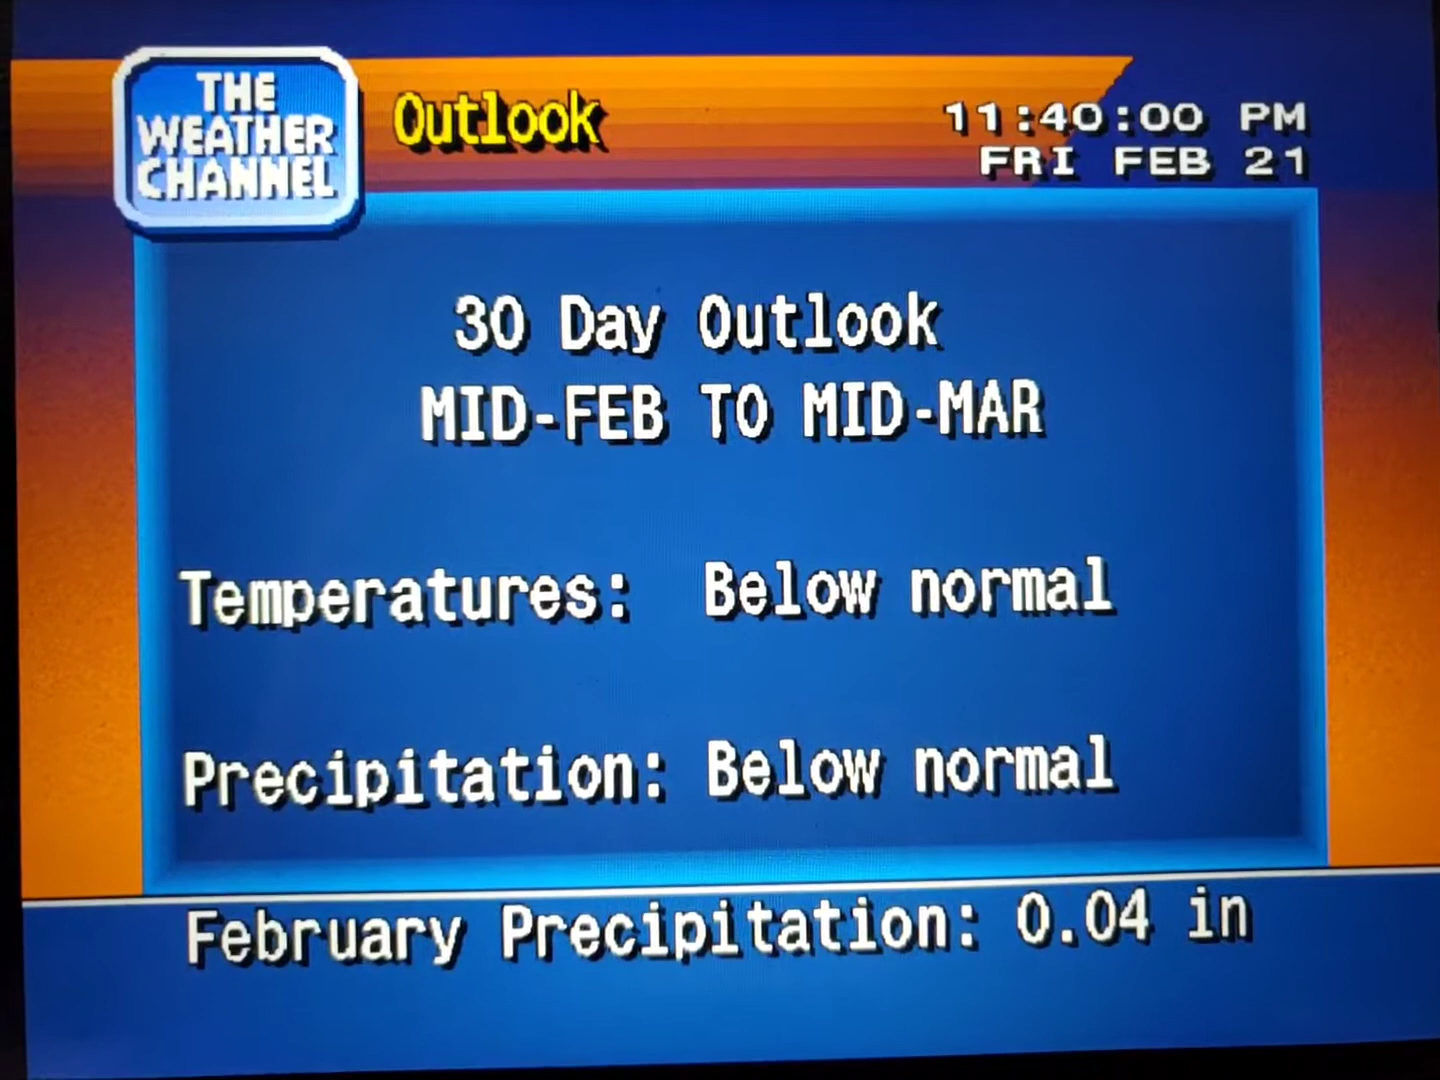 THE
WEATHER
CHANNEL
Outlook
11:40:00 PM
FRI FEB 21
30 Day Outlook
MID-FEB TO MID-MAR
Temperatures: Below normal
Precipitation: Below normal
February Precipitation: 0.04 in